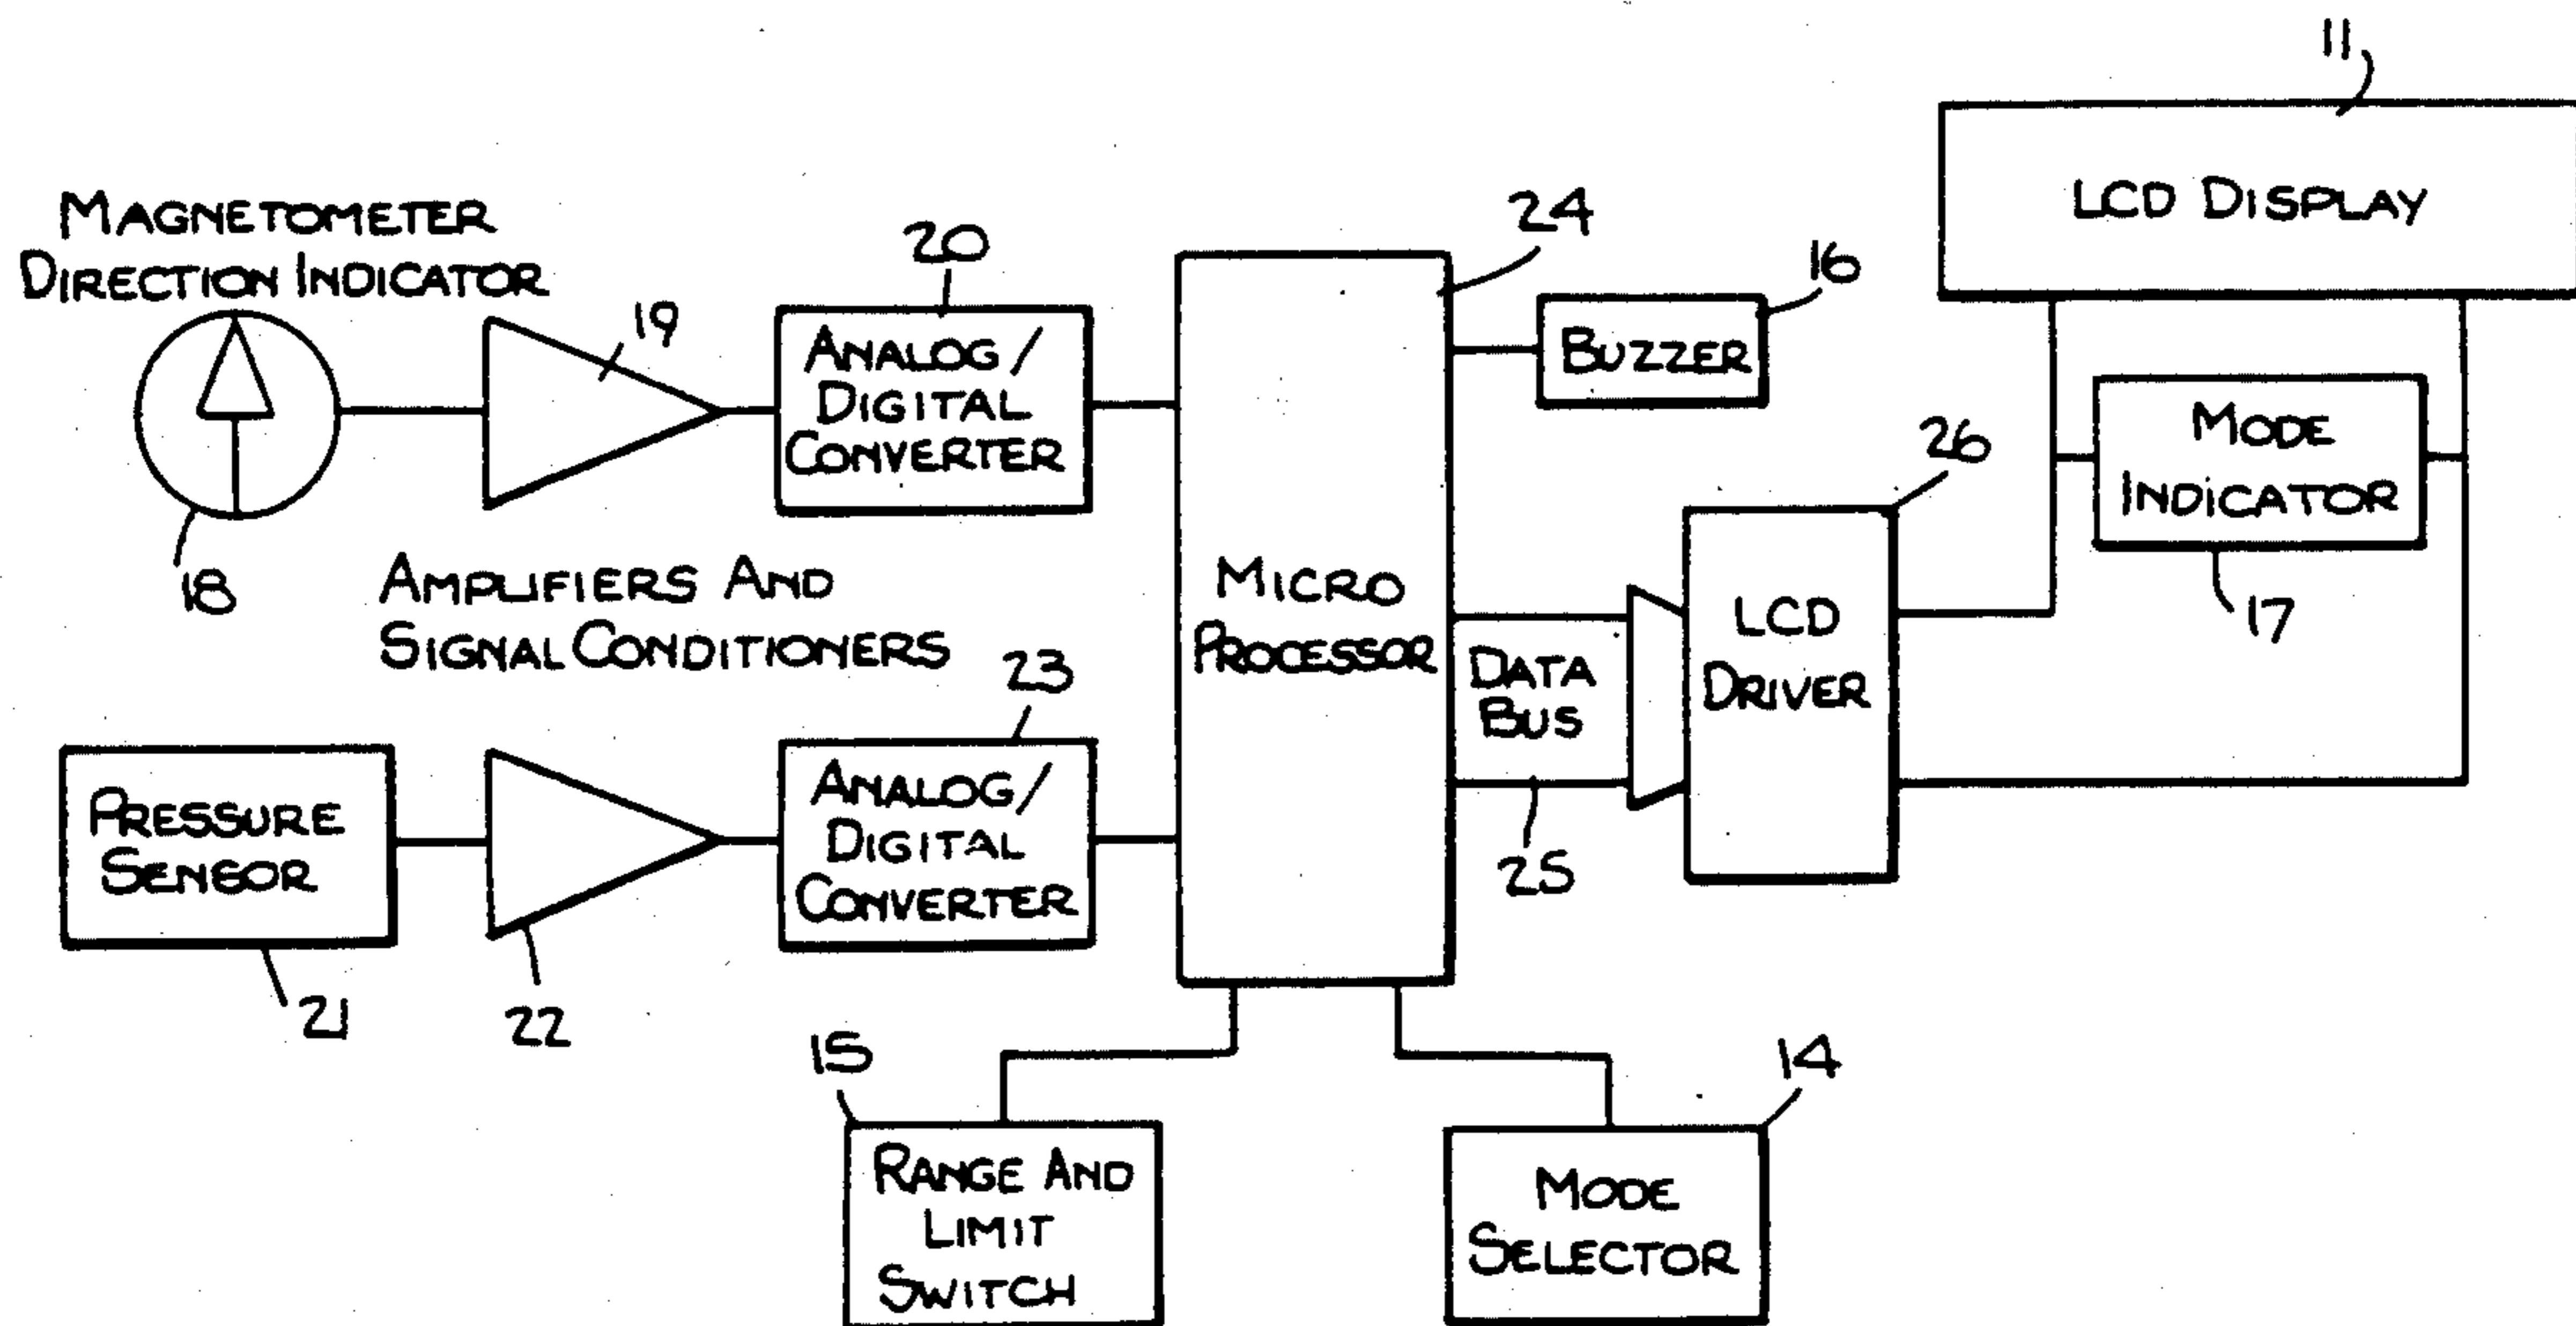 11
LCD DISPLAY
MAGNETOMETER
DIRECTION INDICATOR
18
19
20
ANALOG/
DIGITAL
CONVERTER
24
MICRO
PROCESSOR
16
BUZZER
26
LCD
DRIVER
MODE
INDICATOR
17
AMPLIFIERS AND
SIGNAL CONDITIONERS
DATA
BUS
25
PRESSURE
SENSOR
21
22
23
ANALOG/
DIGITAL
CONVERTER
15
RANGE AND
LIMIT
SWITCH
14
MODE
SELECTOR